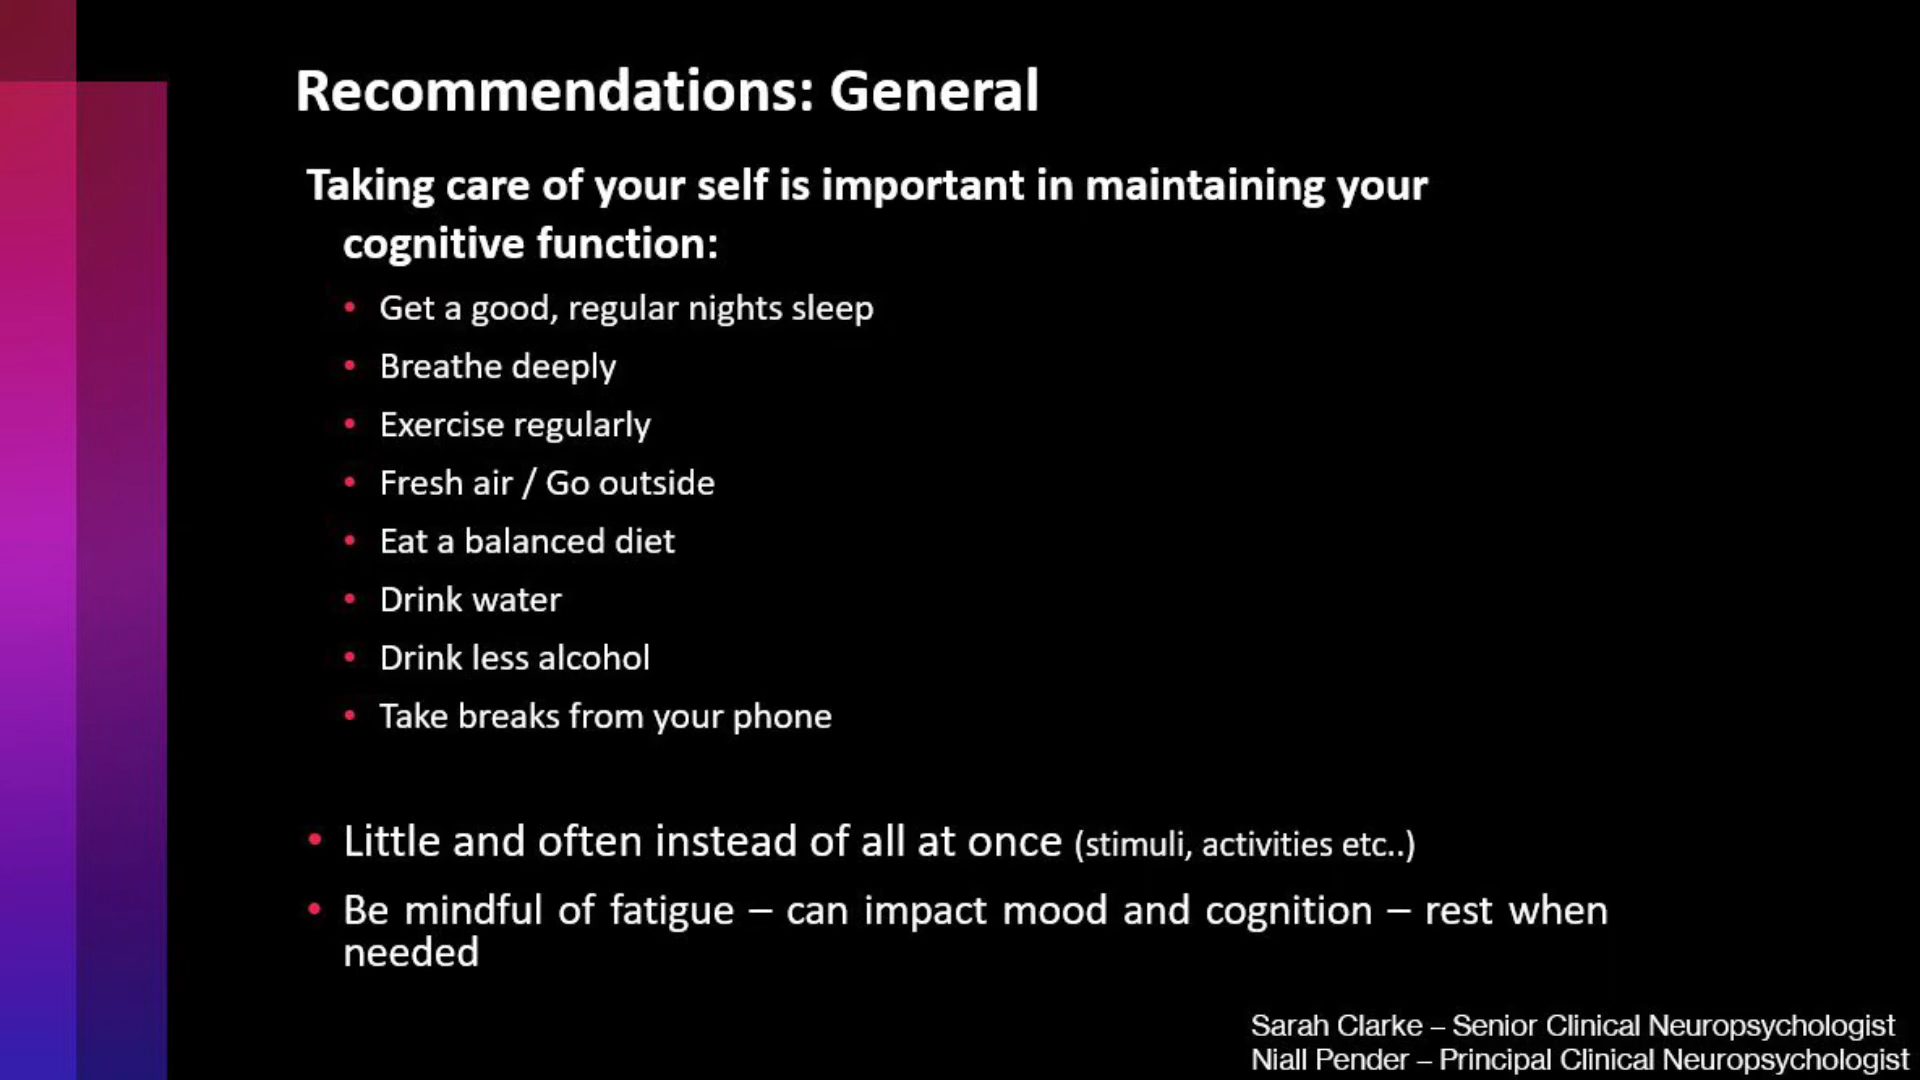 Recommendations: General
Taking care of your self is important in maintaining your
cognitive function:
• Get a good, regular nights sleep
• Breathe deeply
• Exercise regularly
• Fresh air / Go outside
• Eat a balanced diet
• Drink water
• Drink less alcohol
• Take breaks from your phone
• Little and often instead of all at once (stimuli, activities etc..)
• Be mindful of fatigue – can impact mood and cognition – rest when
needed
Sarah Clarke – Senior Clinical Neuropsychologist
Niall Pender – Principal Clinical Neuropsychologist